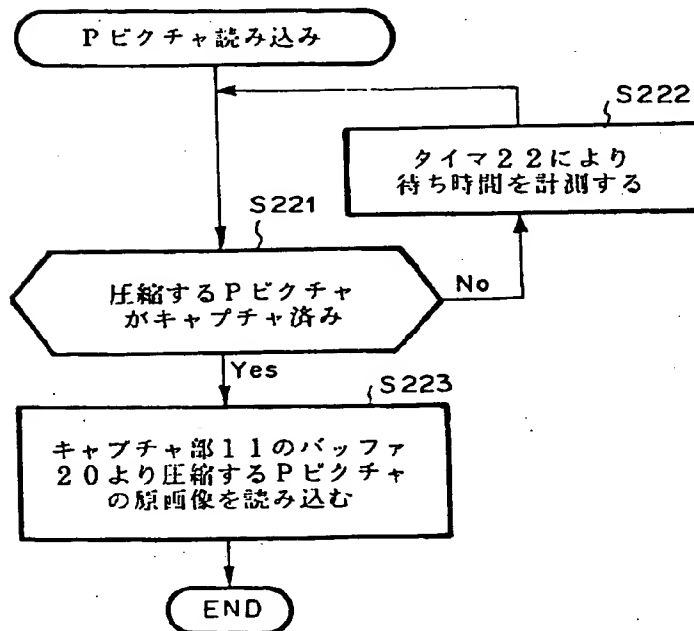 Pピクチャ読み込み
S222
タイマ22により
待ち時間を計測する
S221
圧縮するPピクチャ
がキャプチャ済み
No
Yes
S223
キャプチャ部11のバッファ
20より圧縮するPピクチャ
の原画像を読み込む
END